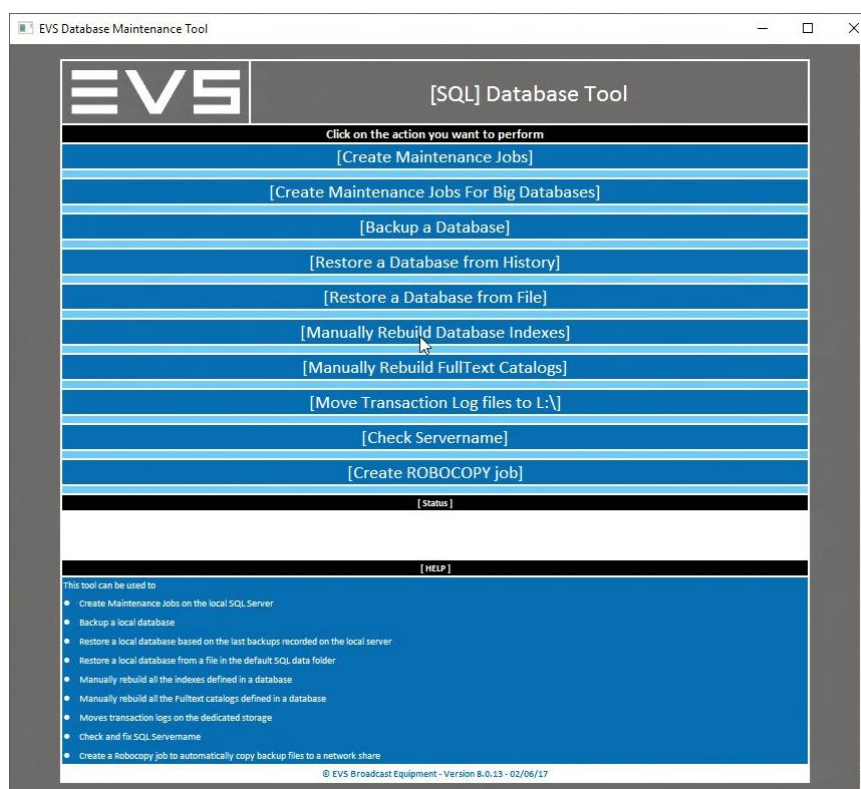 EVS Database Maintenance Tool
EVS
[SQL] Database Tool
Click on the action you want to perform
[Create Maintenance Jobs]
[Create Maintenance Jobs For Big Databases]
[Backup a Database]
[Restore a Database from History]
[Restore a Database from File]
[Manually Rebuild Database Indexes]
[Manually Rebuild FullText Catalogs]
[Move Transaction Log files to L:\]
[Check Servername]
[Create ROBOCOPY job]
[ Status ]
[ HELP ]
This tool can be used to
● Create Maintenance Jobs on the local SQL Server
● Backup a local database
● Restore a local database based on the last backups recorded on the local server
● Restore a local database from a file in the default SQL data folder
● Manually rebuild all the indexes defined in a database
● Manually rebuild all the Fulltext catalogs defined in a database
● Moves transaction logs on the dedicated storage
● Check and fix SQL Servername
● Create a Robocopy job to automatically copy backup files to a network share
© EVS Broadcast Equipment - Version 8.0.13 - 02/06/17